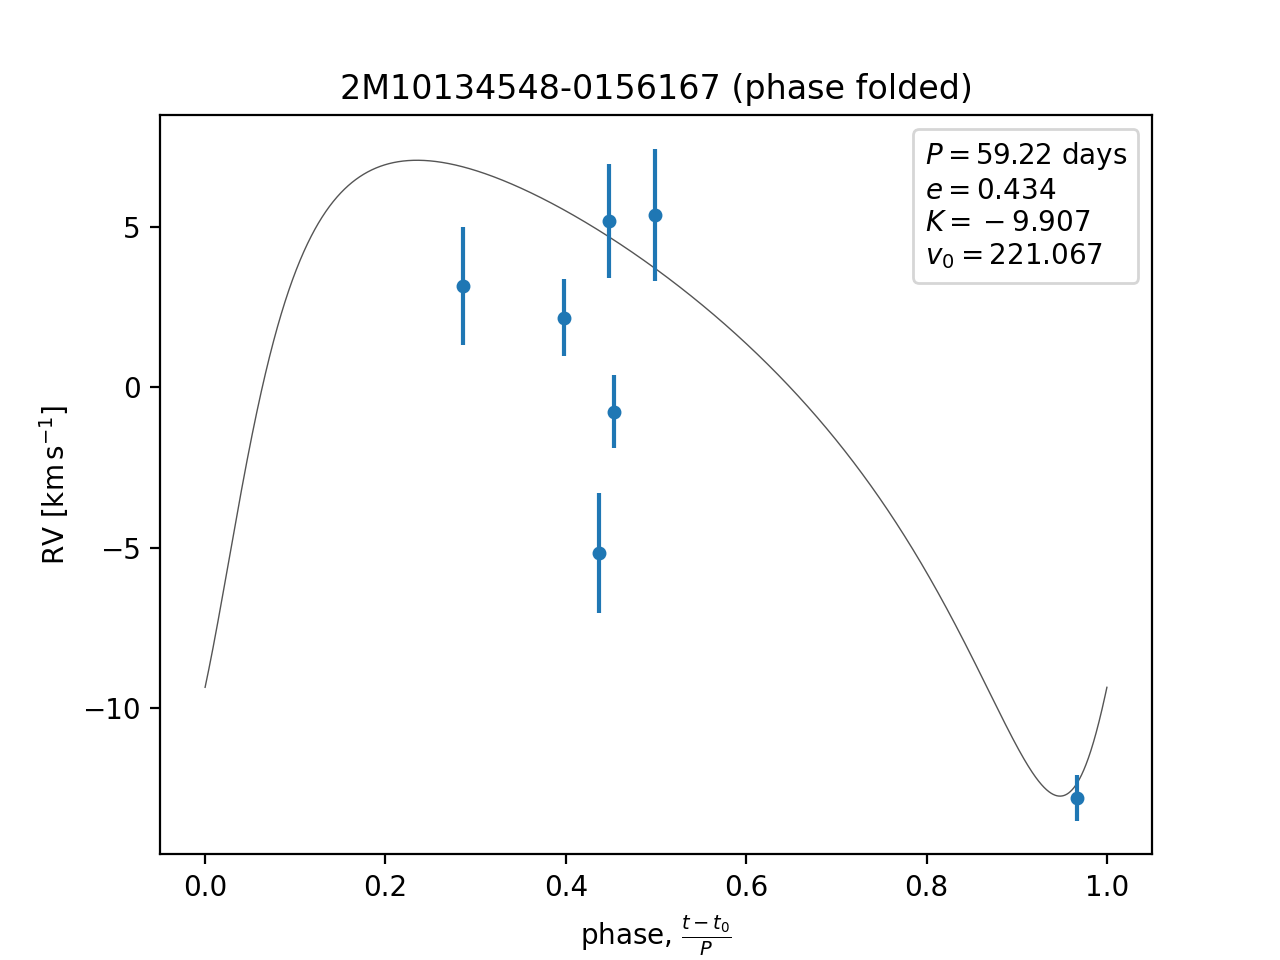 2M10134548-0156167 (phase folded)
P = 59.22 days
e = 0.434
K = −9.907
v₀ = 221.067
RV [km s⁻¹]
5
0
−5
−10
0.0 0.2 0.4 0.6 0.8 1.0
phase, (t − t₀)/P